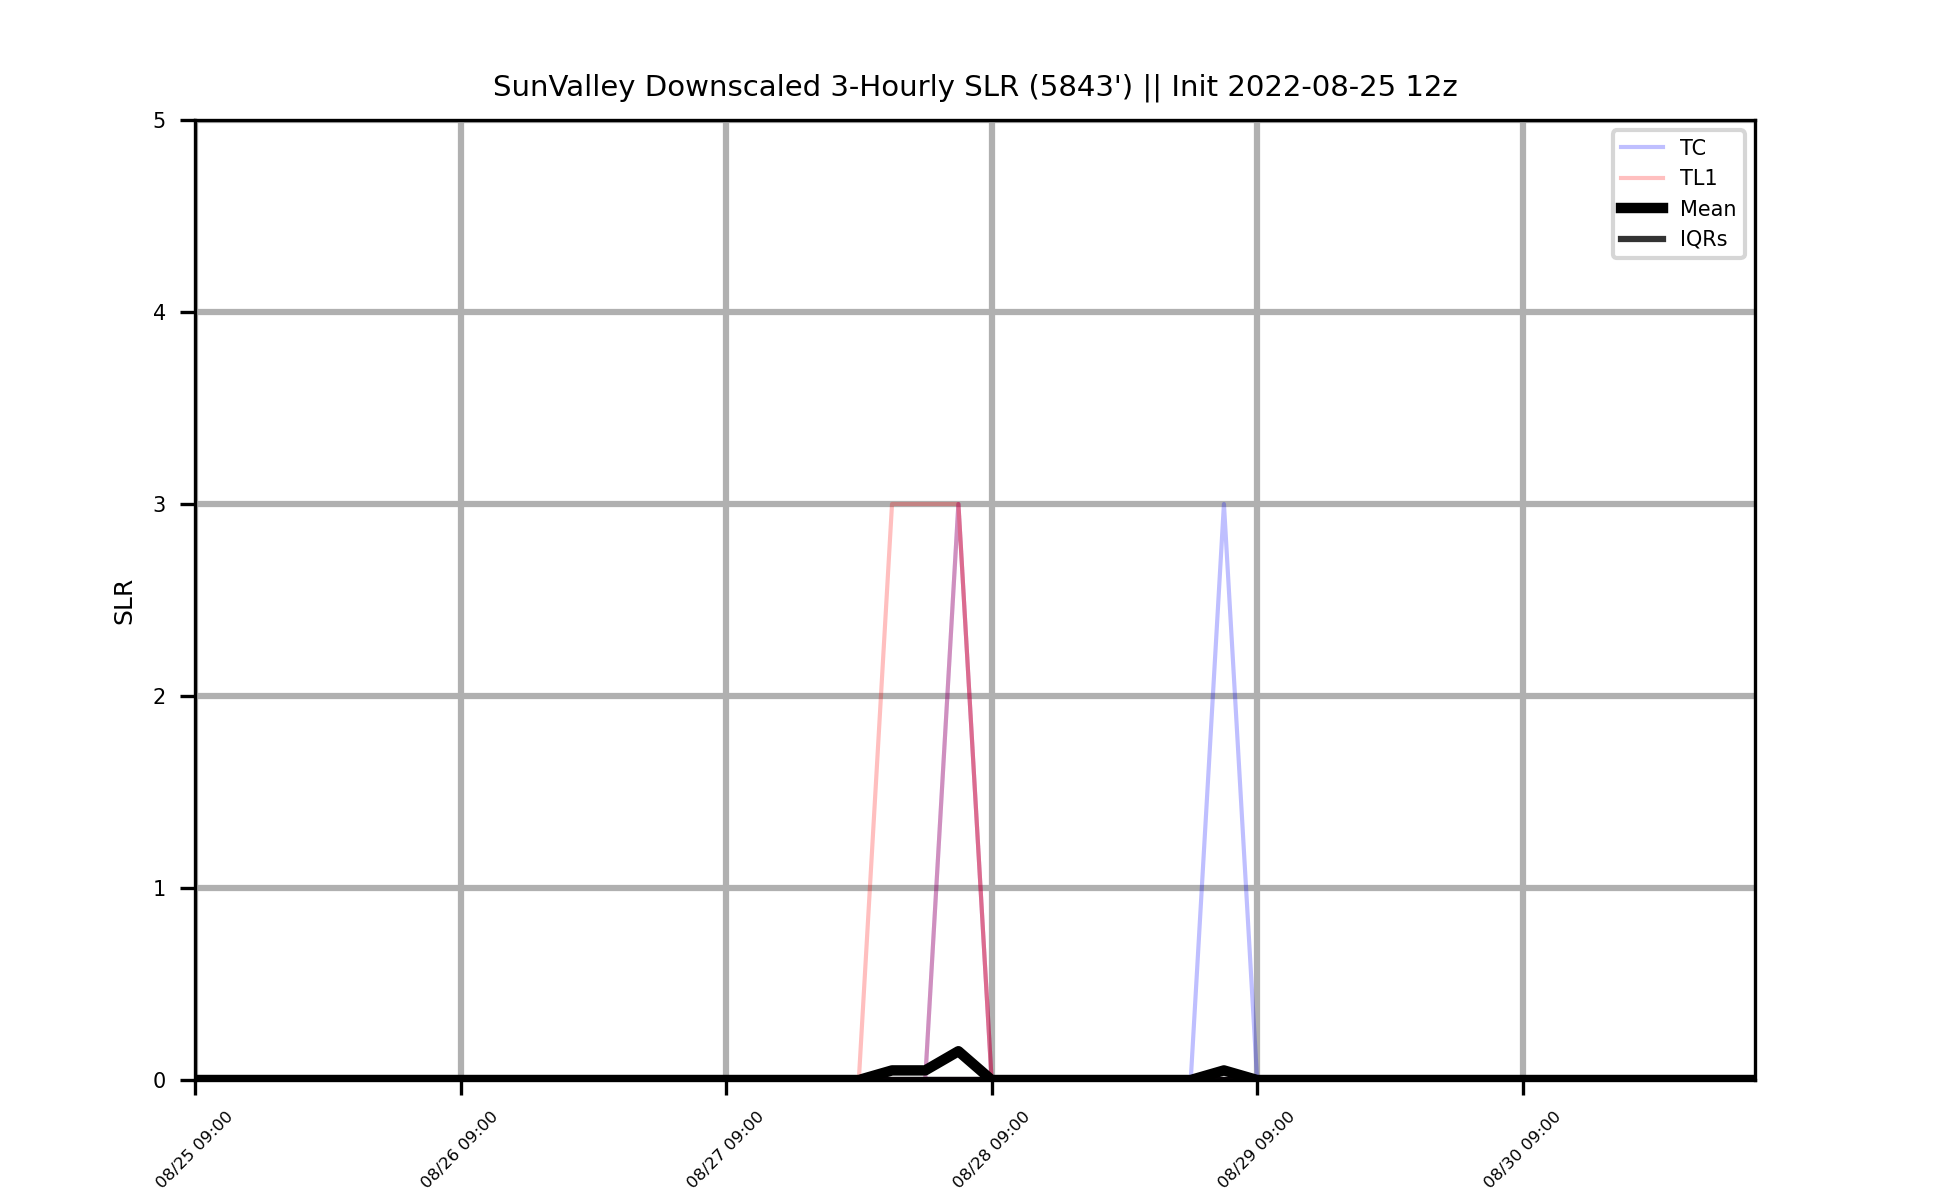 SunValley Downscaled 3-Hourly SLR (5843') || Init 2022-08-25 12z
TC
TL1
Mean
IQRs
SLR
5
4
3
2
1
0
08/25 09:00
08/26 09:00
08/27 09:00
08/28 09:00
08/29 09:00
08/30 09:00